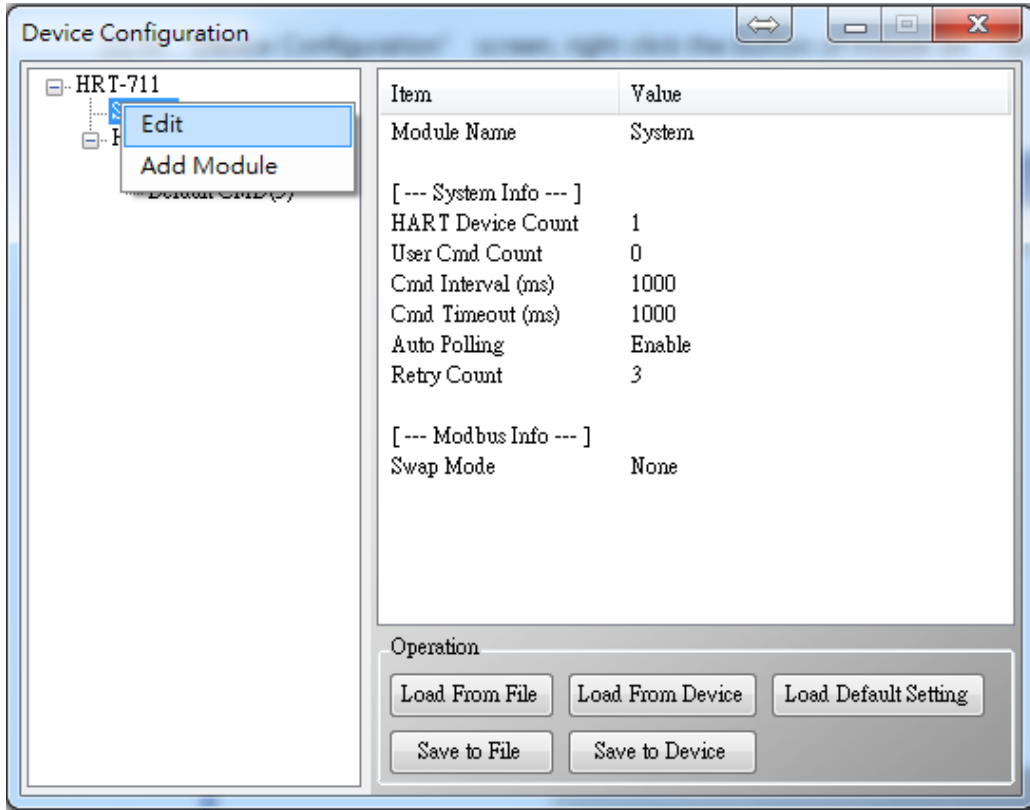 Device Configuration
HRT-711
Edit
Add Module
Default CMD(3)
Item Value
Module Name System
[ --- System Info --- ]
HART Device Count 1
User Cmd Count 0
Cmd Interval (ms) 1000
Cmd Timeout (ms) 1000
Auto Polling Enable
Retry Count 3
[ --- Modbus Info --- ]
Swap Mode None
Operation
Load From File Load From Device Load Default Setting
Save to File Save to Device